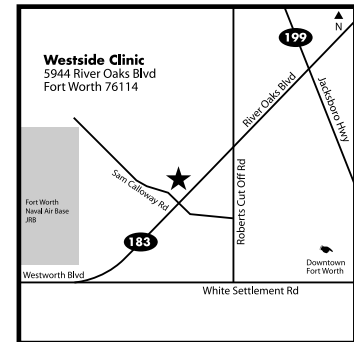 N
199
Westside Clinic
5944 River Oaks Blvd
Fort Worth 76114
River Oaks Blvd
Jacksboro Hwy
Sam Calloway Rd
Roberts Cut Off Rd
Fort Worth
Naval Air Base
JRB
183
Downtown
Fort Worth
Westworth Blvd
White Settlement Rd